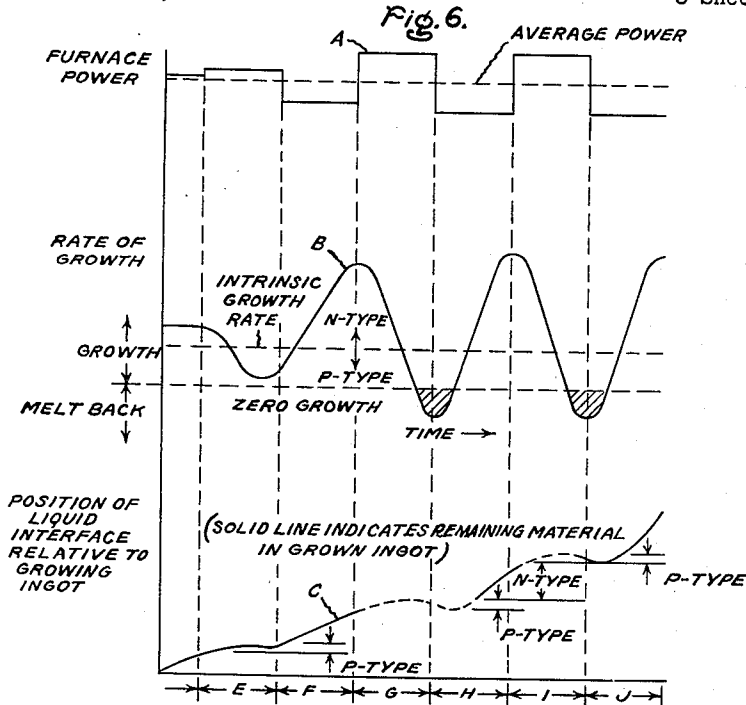 Fig. 6.
A
AVERAGE POWER
FURNACE
POWER
RATE OF
GROWTH
B
INTRINSIC
GROWTH
RATE
N-TYPE
GROWTH
P-TYPE
MELT BACK
ZERO GROWTH
TIME
POSITION OF
LIQUID
INTERFACE
RELATIVE TO
GROWING
INGOT
(SOLID LINE INDICATES REMAINING MATERIAL
IN GROWN INGOT)
N-TYPE
P-TYPE
C
P-TYPE
P-TYPE
E F G H I J